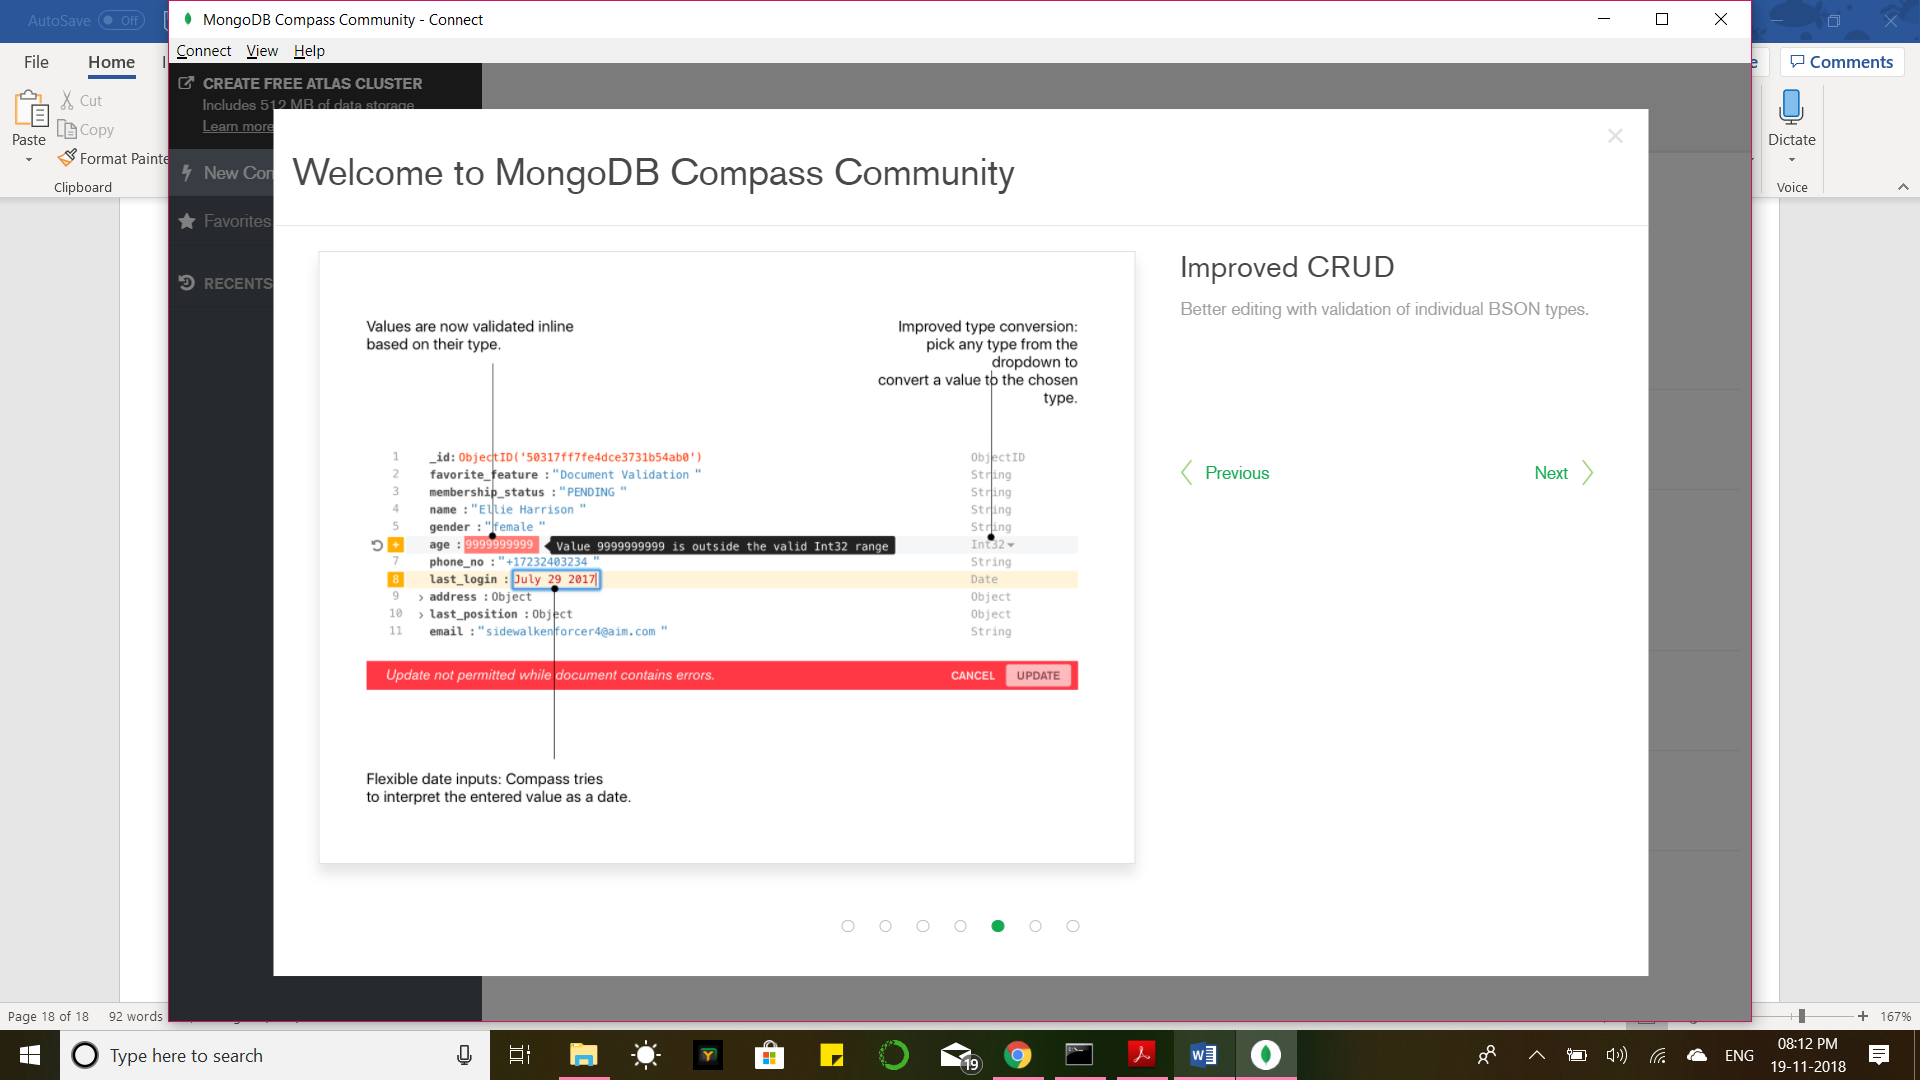 AutoSave Off
MongoDB Compass Community - Connect
Connect View Help
File Home
Comments
Cut
Copy
Format Painte
Paste
Clipboard
Dictate
Voice
CREATE FREE ATLAS CLUSTER
Includes 512 MB of data storage
Learn more
New Con
Favorites
RECENTS
Welcome to MongoDB Compass Community
Values are now validated inline
based on their type.
Improved type conversion:
pick any type from the
dropdown to
convert a value to the chosen
type.
1 _id: ObjectID('50317ff7fe4dce3731b54ab0') ObjectID
2 favorite_feature : "Document Validation " String
3 membership_status : "PENDING " String
4 name : "Ellie Harrison " String
5 gender : "female " String
+ age : 9999999999 Value 9999999999 is outside the valid Int32 range Int32
7 phone_no : "+17232403234 " String
8 last_login : July 29 2017 Date
9 > address : Object Object
10 > last_position : Object Object
11 email : "sidewalkenforcer4@aim.com " String
Update not permitted while document contains errors. CANCEL UPDATE
Flexible date inputs: Compass tries
to interpret the entered value as a date.
Improved CRUD
Better editing with validation of individual BSON types.
Previous Next
Page 18 of 18 92 words
167%
Type here to search
19
ENG
08:12 PM
19-11-2018